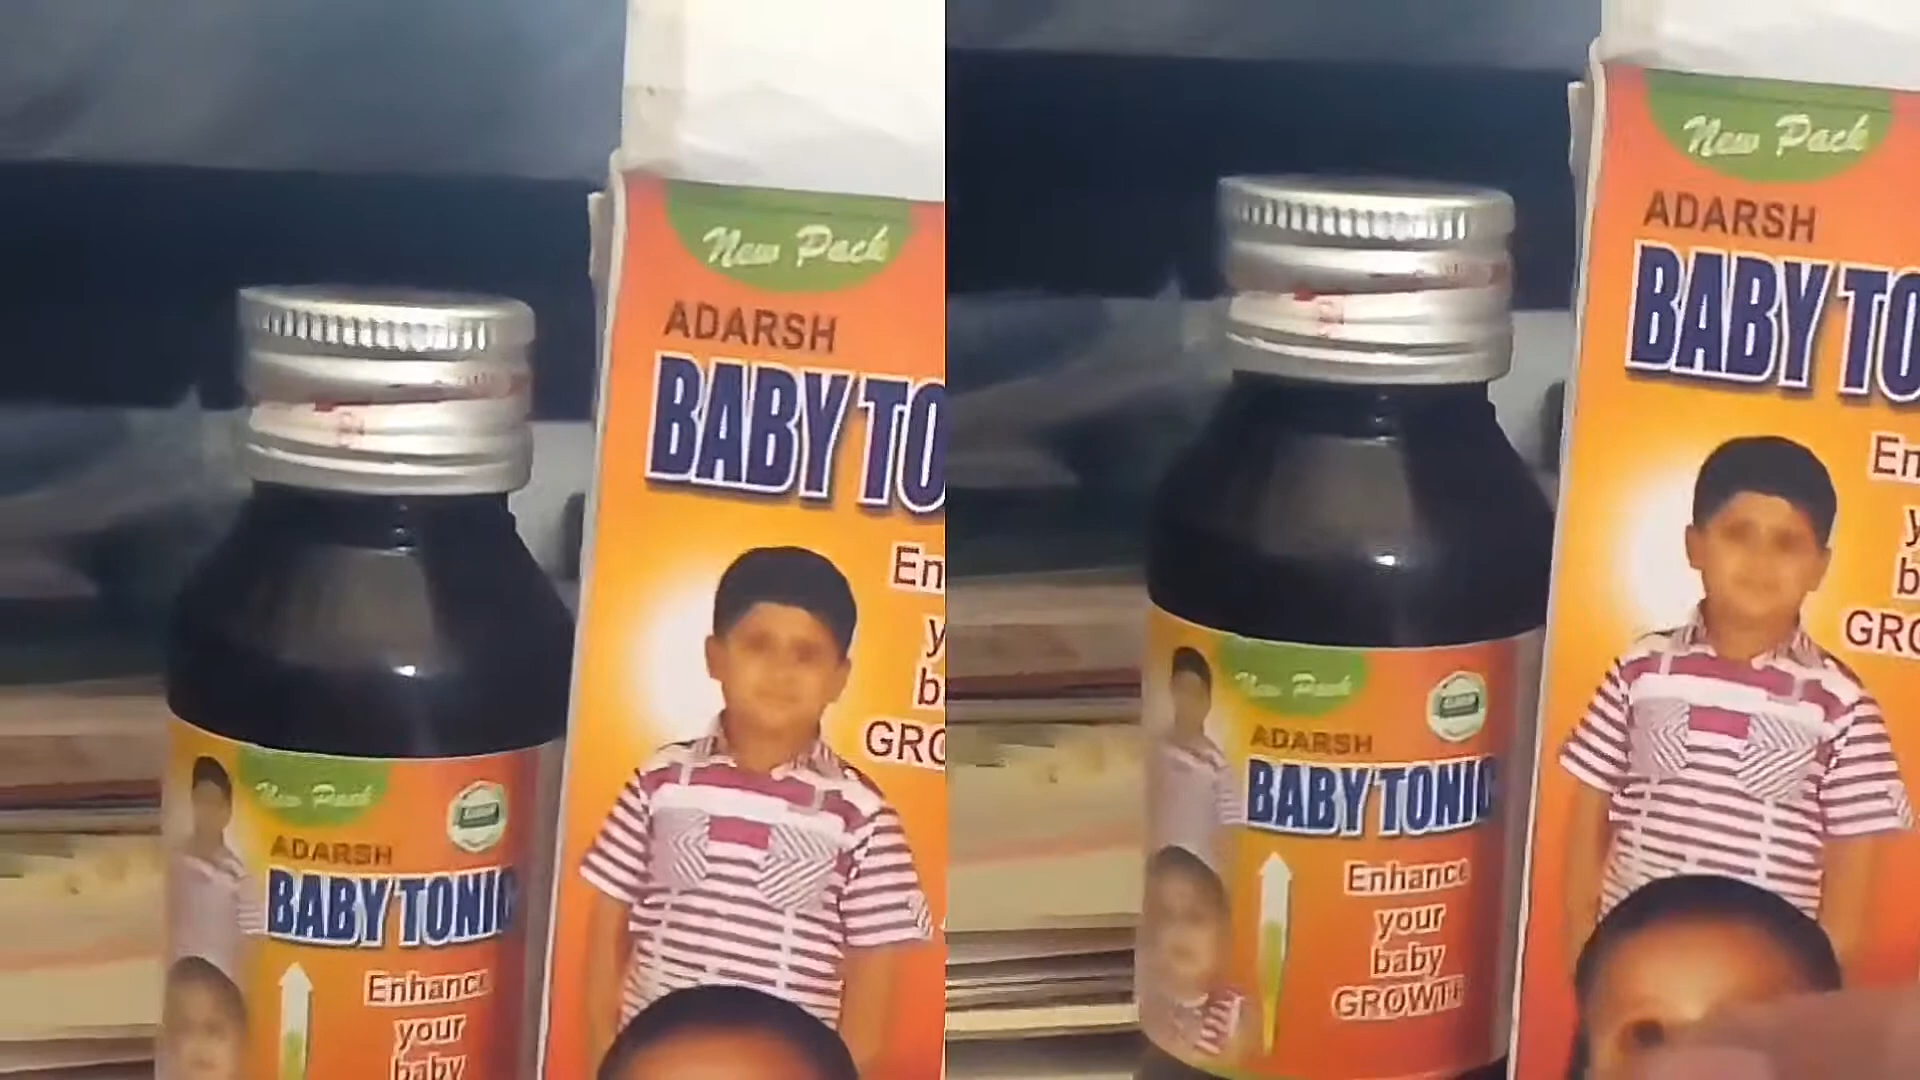 New Pack
ADARSH
BABY TO
En
y
b
GRO
New Pack
ADARSH
BABY TONIC
Enhance
your
baby
New Pack
ADARSH
BABY TO
En
y
b
GRO
New Pack
ADARSH
BABY TONIC
Enhance
your
baby
GROWTH